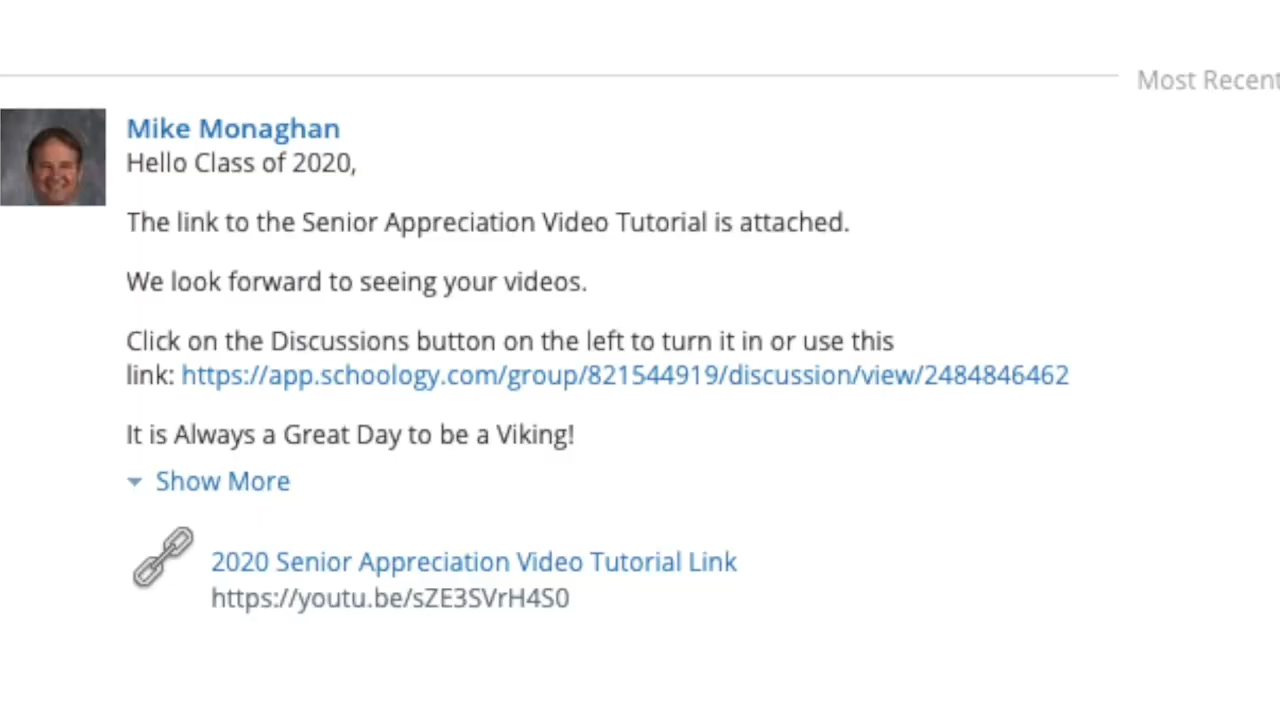 Most Recent
Mike Monaghan
Hello Class of 2020,
The link to the Senior Appreciation Video Tutorial is attached.
We look forward to seeing your videos.
Click on the Discussions button on the left to turn it in or use this
link: https://app.schoology.com/group/821544919/discussion/view/2484846462
It is Always a Great Day to be a Viking!
Show More
2020 Senior Appreciation Video Tutorial Link
https://youtu.be/sZE3SVrH4S0